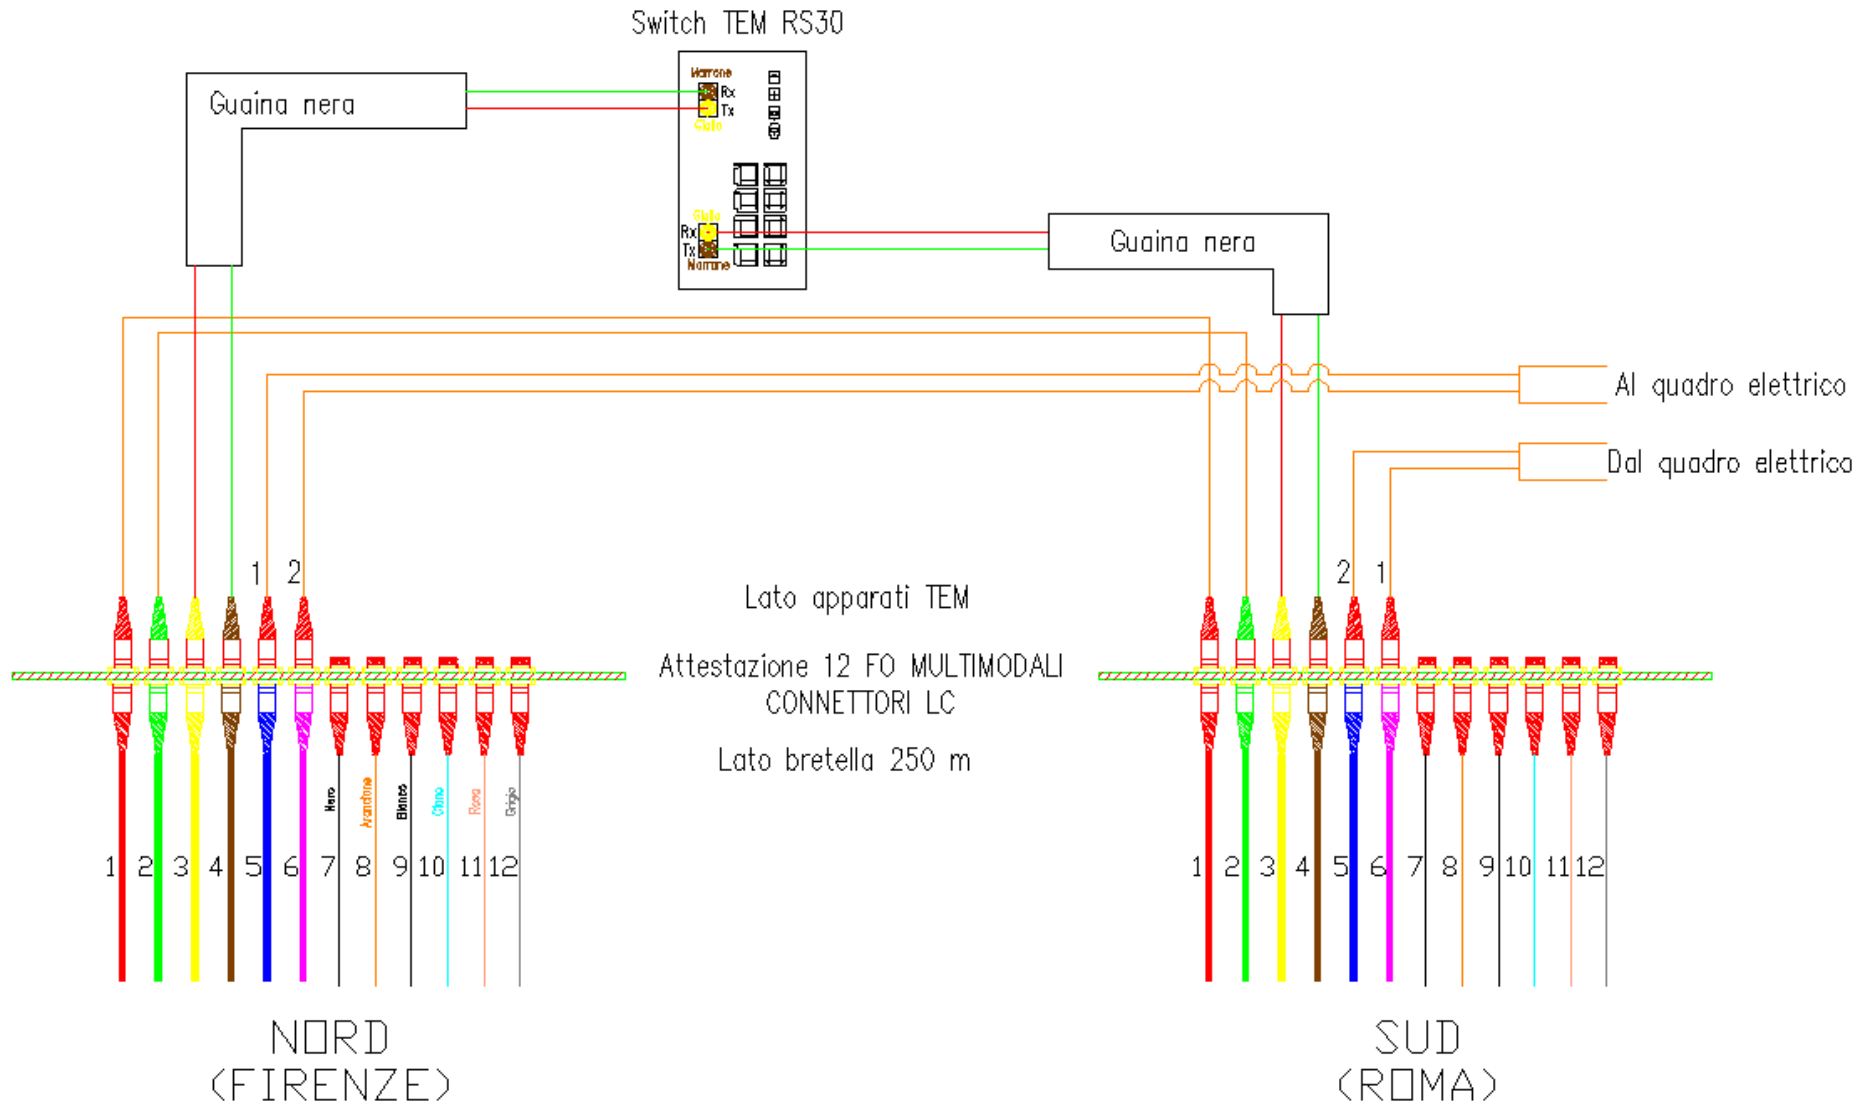 Switch TEM RS30
Marrone
Rx
Tx
Giallo
Guaina nera
Giallo
Rx
Tx
Marrone
Guaina nera
Al quadro elettrico
Dal quadro elettrico
1 2
2 1
Lato apparati TEM
Attestazione 12 FO MULTIMODALI
CONNETTORI LC
Lato bretella 250 m
Nero
Arancione
Bianco
Ciano
Rosa
Grigio
1 2 3 4 5 6 7 8 9 10 11 12
1 2 3 4 5 6 7 8 9 10 11 12
NORD
(FIRENZE)
SUD
(ROMA)